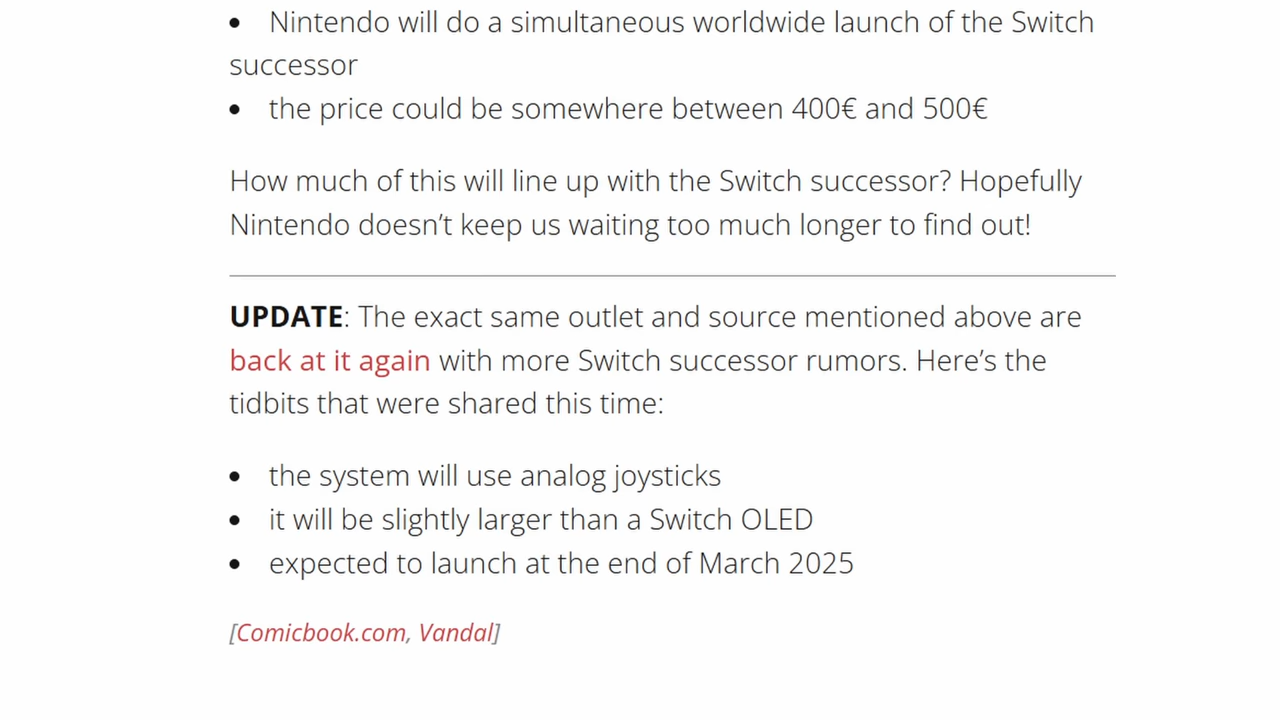 • Nintendo will do a simultaneous worldwide launch of the Switch
successor
• the price could be somewhere between 400€ and 500€
How much of this will line up with the Switch successor? Hopefully
Nintendo doesn’t keep us waiting too much longer to find out!
UPDATE: The exact same outlet and source mentioned above are
back at it again with more Switch successor rumors. Here’s the
tidbits that were shared this time:
• the system will use analog joysticks
• it will be slightly larger than a Switch OLED
• expected to launch at the end of March 2025
[Comicbook.com, Vandal]